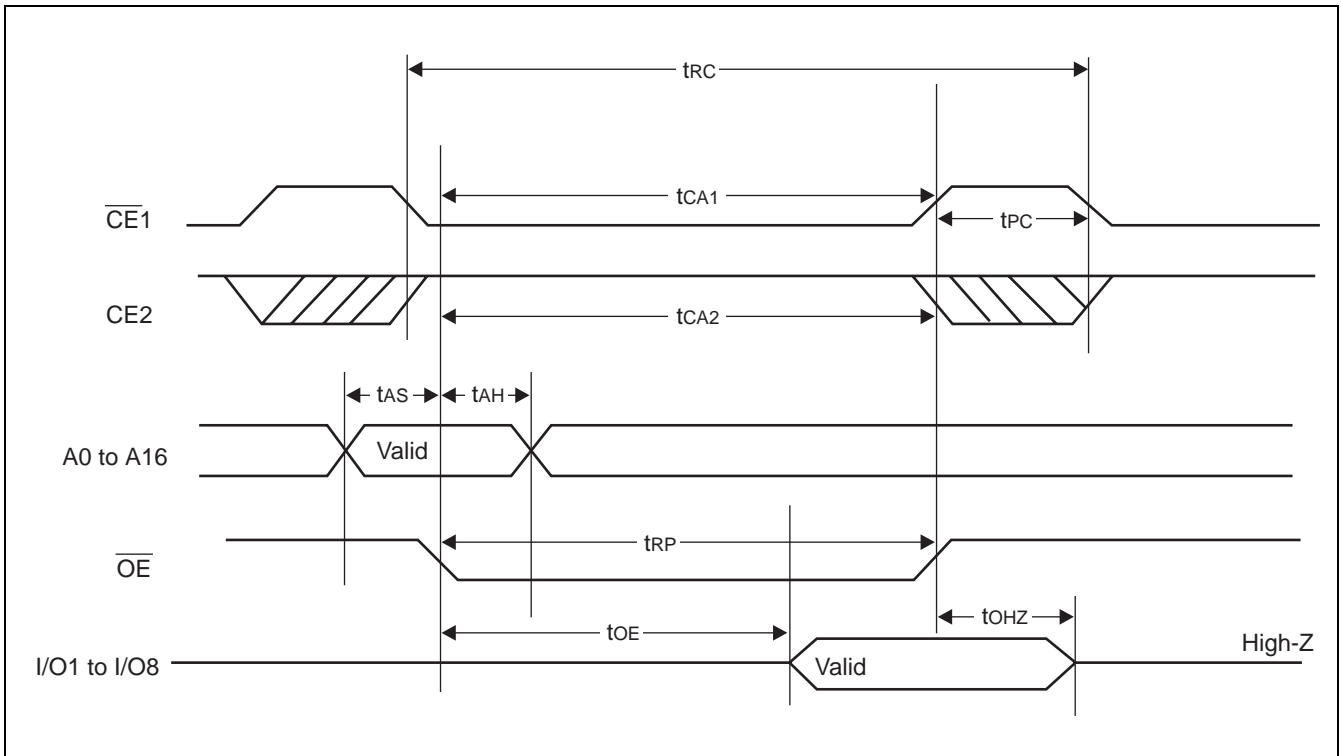 tRC
CE1
tCA1
tPC
CE2
tCA2
tAS
tAH
A0 to A16
Valid
OE
tRP
tOE
tOHZ
I/O1 to I/O8
Valid
High-Z